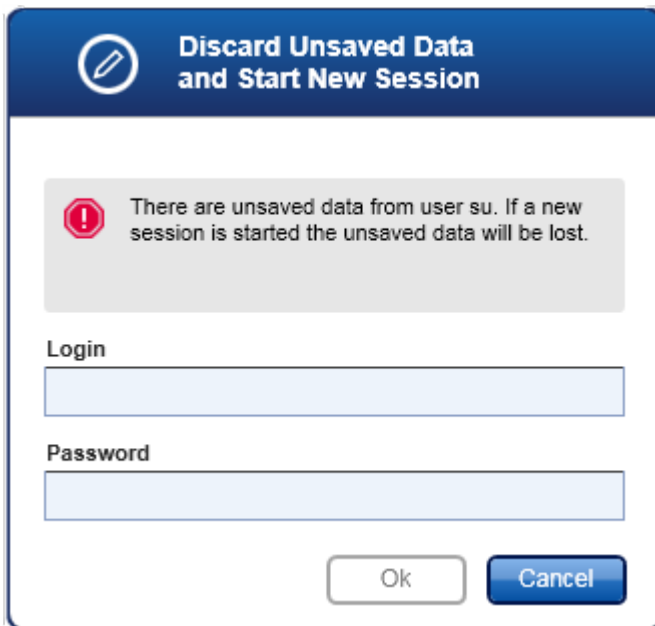 Discard Unsaved Data
and Start New Session
There are unsaved data from user su. If a new
session is started the unsaved data will be lost.
Login
Password
Ok
Cancel